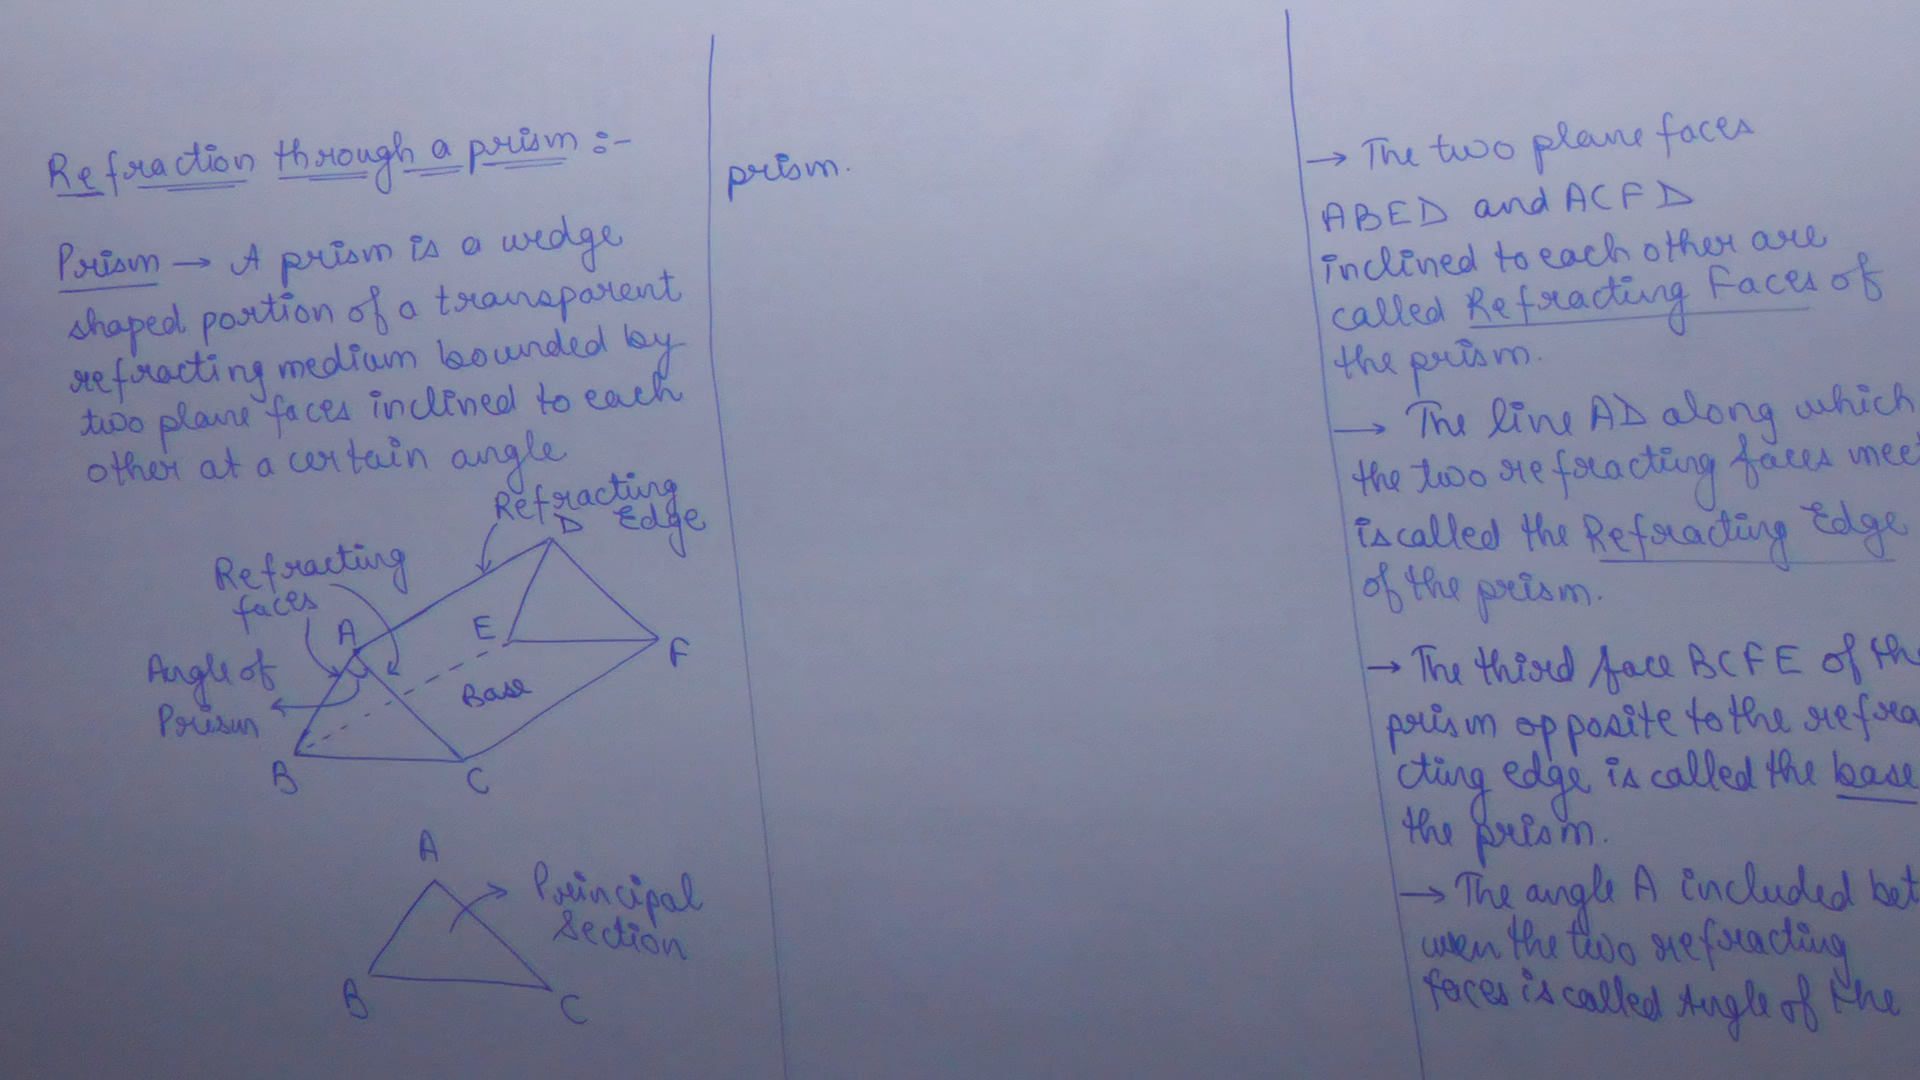 Refraction through a prism :-
Prism → A prism is a wedge
shaped portion of a transparent
refracting medium bounded by
two plane faces inclined to each
other at a certain angle
Refracting
Edge
D
Refracting
faces
A
E
F
Angle of
Prism
Base
B
C
A
Principal
Section
B
C
→ The two plane faces
ABED and ACFD
inclined to each other are
called Refracting Faces of
the prism.
→ The line AD along which
the two refracting faces mee
is called the Refracting Edge
of the prism.
→ The third face BCFE of th
prism opposite to the refra
cting edge is called the base
the prism.
→ The angle A included bet
ween the two refracting
faces is called Angle of the
prism.